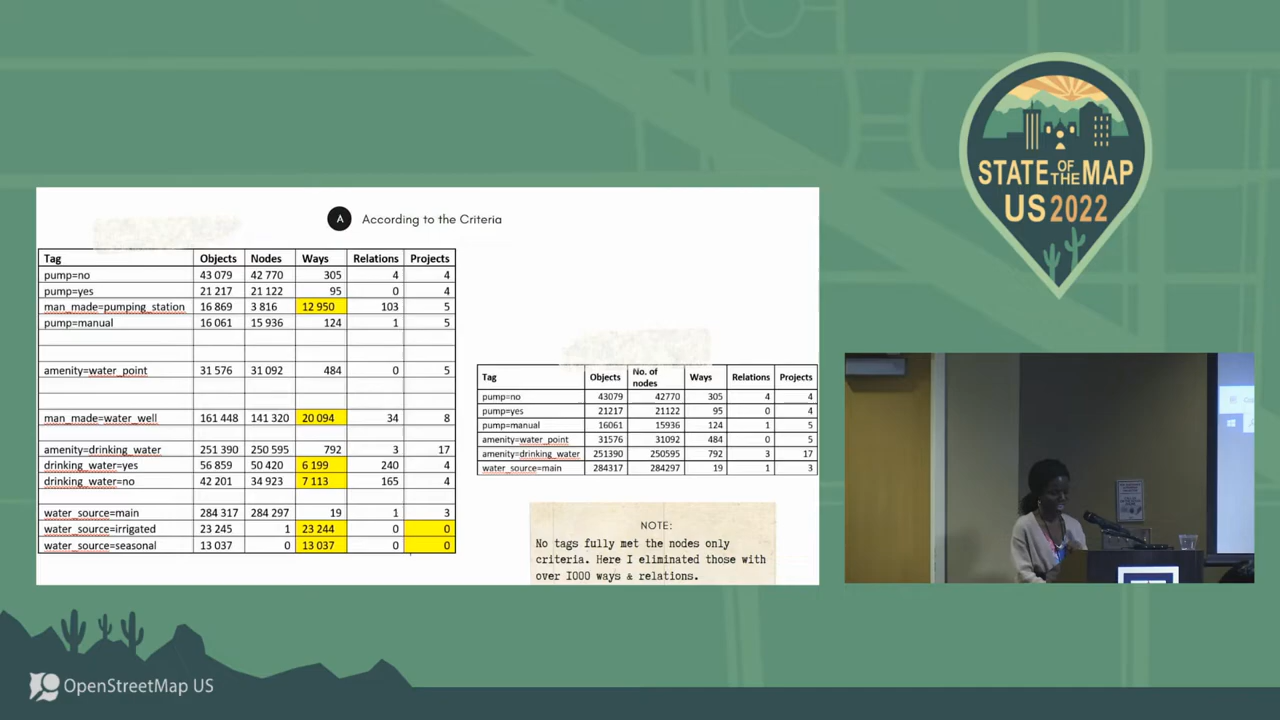 STATE OF THE MAP
US 2022
A According to the Criteria
Tag Objects Nodes Ways Relations Projects
pump=no 43 079 42 770 305 4 4
pump=yes 21 217 21 122 95 0 4
man_made=pumping_station 16 869 3 816 12 950 103 5
pump=manual 16 061 15 936 124 1 5
amenity=water_point 31 576 31 092 484 0 5
man_made=water_well 161 448 141 320 20 094 34 8
amenity=drinking_water 251 390 250 595 792 3 17
drinking_water=yes 56 859 50 420 6 199 240 4
drinking_water=no 42 201 34 923 7 113 165 4
water_source=main 284 317 284 297 19 1 3
water_source=irrigated 23 245 1 23 244 0 0
water_source=seasonal 13 037 0 13 037 0 0
Tag Objects No. of nodes Ways Relations Projects
pump=no 43079 42770 305 4 4
pump=yes 21217 21122 95 0 4
pump=manual 16061 15936 124 1 5
amenity=water_point 31576 31092 484 0 5
amenity=drinking_water 251390 250595 792 3 17
water_source=main 284317 284297 19 1 3
NOTE:
No tags fully met the nodes only
criteria. Here I eliminated those with
over 1000 ways & relations.
OpenStreetMap US